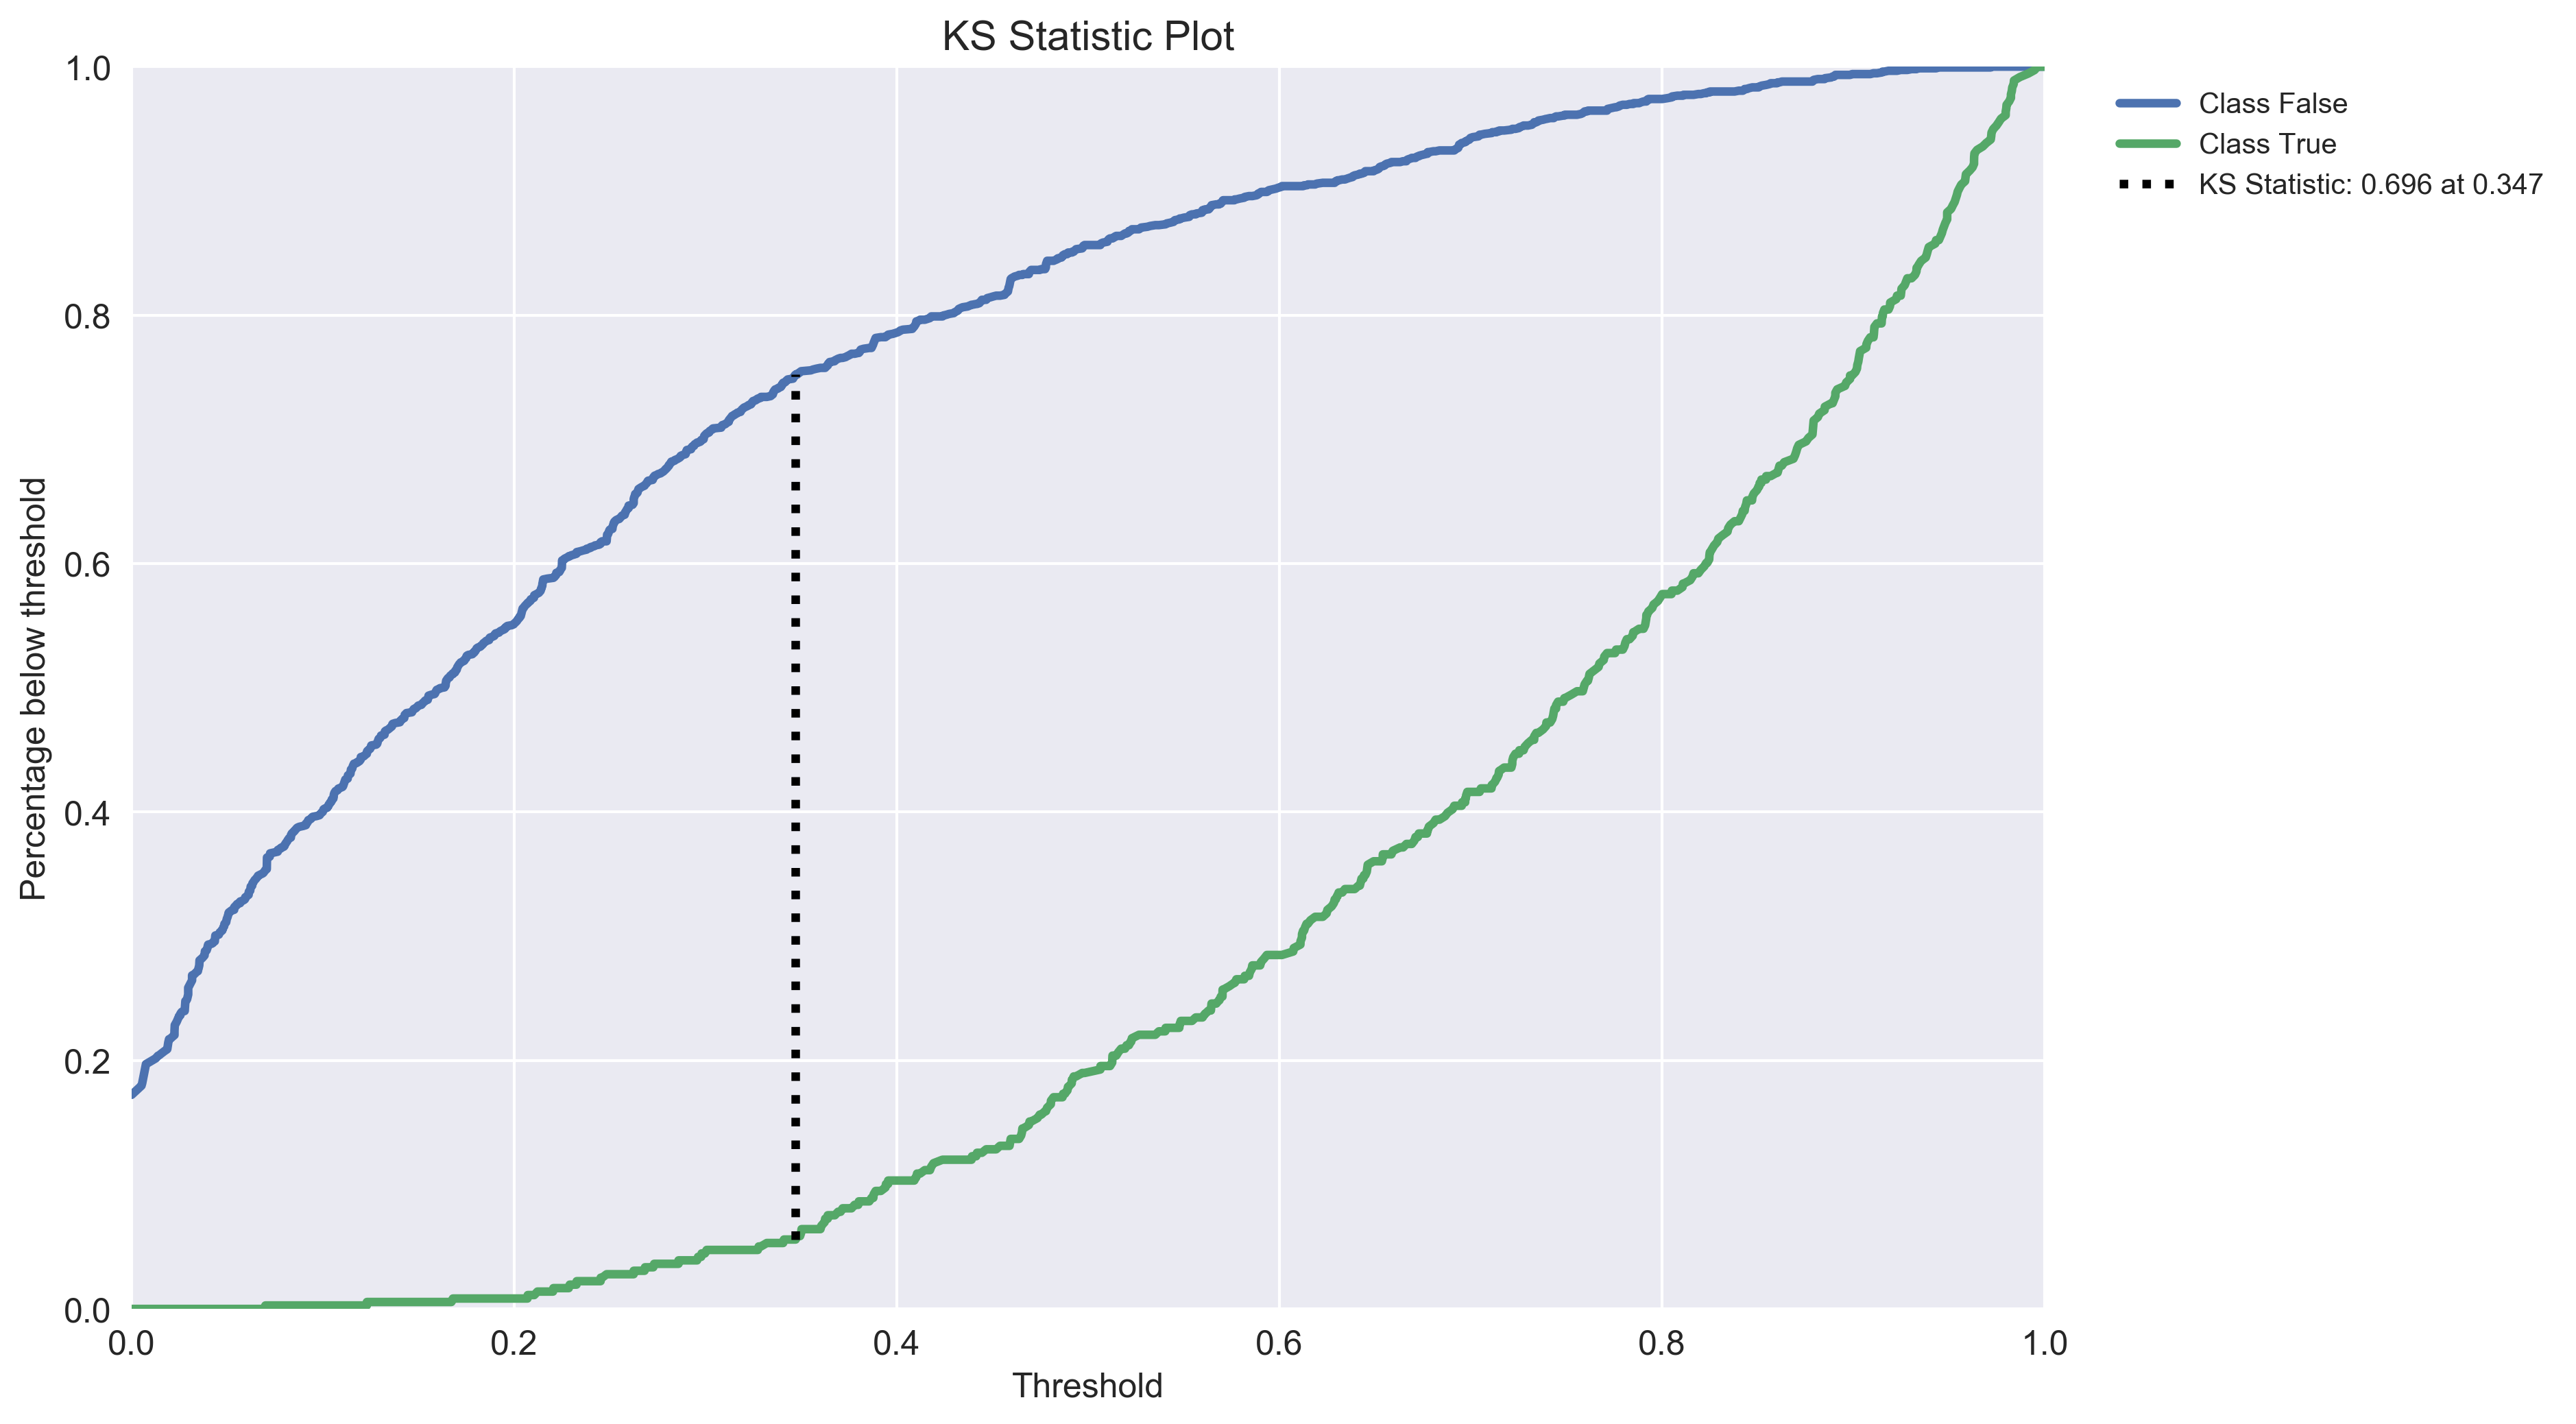 KS Statistic Plot
Class False
Class True
KS Statistic: 0.696 at 0.347
Percentage below threshold
1.0
0.8
0.6
0.4
0.2
0.0
0.0 0.2 0.4 0.6 0.8 1.0
Threshold